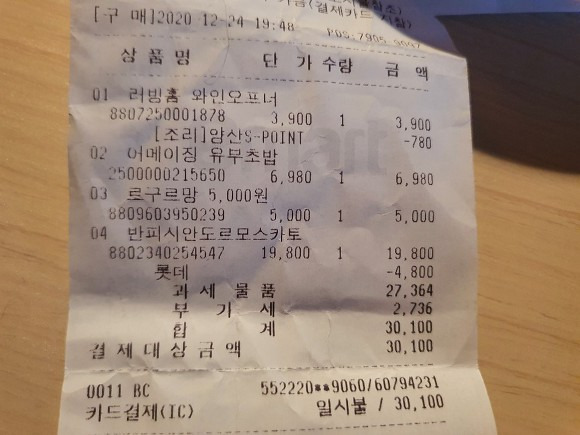 [구 매]2020-12-24 19:48 POS:7905
상 품 명 단 가 수량 금 액
01 러빙홈 와인오프너
8807250001878 3,900 1 3,900
[조리]양산S-POINT -780
02 어메이징 유부초밥
2500000215650 6,980 1 6,980
03 르구르망 5,000원
8809603950239 5,000 1 5,000
04 반피시안도르모스카토
8802340254547 19,800 1 19,800
롯데 -4,800
과 세 물 품 27,364
부 가 세 2,736
합 계 30,100
결 제 대 상 금 액 30,100
0011 BC 552220**9060/60794231
카드결제(IC) 일시불 / 30,100